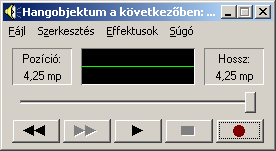 Hangobjektum a következőben: ...
Fájl Szerkesztés Effektusok Súgó
Pozíció: Hossz:
4,25 mp 4,25 mp